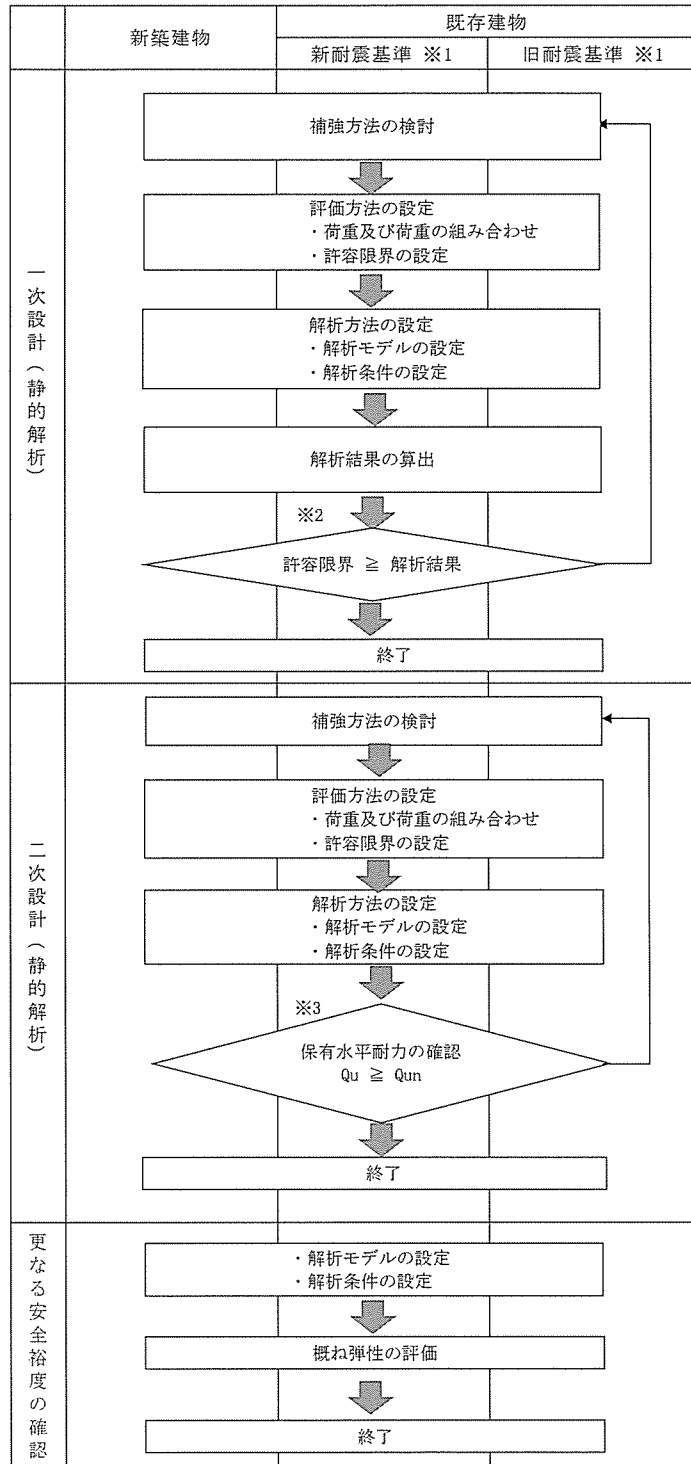 新築建物
既存建物
新耐震基準 ※1
旧耐震基準 ※1
一次設計(静的解析)
補強方法の検討
評価方法の設定
・荷重及び荷重の組み合わせ
・許容限界の設定
解析方法の設定
・解析モデルの設定
・解析条件の設定
解析結果の算出
※2
許容限界 ≧ 解析結果
終了
二次設計(静的解析)
補強方法の検討
評価方法の設定
・荷重及び荷重の組み合わせ
・許容限界の設定
解析方法の設定
・解析モデルの設定
・解析条件の設定
※3
保有水平耐力の確認
Qu ≧ Qun
終了
更なる安全裕度の確認
・解析モデルの設定
・解析条件の設定
概ね弾性の評価
終了